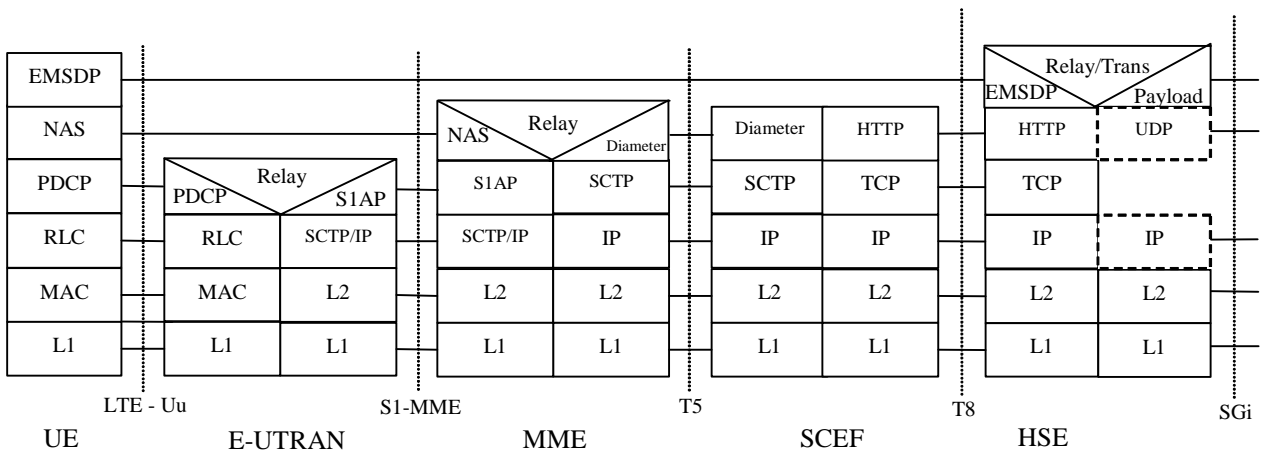 EMSDP
Relay/Trans
EMSDP
Payload
NAS
NAS
Relay
Diameter
Diameter
HTTP
HTTP
UDP
PDCP
PDCP
Relay
S1AP
S1AP
SCTP
SCTP
TCP
TCP
RLC
RLC
SCTP/IP
SCTP/IP
IP
IP
IP
IP
IP
MAC
MAC
L2
L2
L2
L2
L2
L2
L2
L1
L1
L1
L1
L1
L1
L1
L1
L1
LTE - Uu
S1-MME
T5
T8
SGi
UE
E-UTRAN
MME
SCEF
HSE